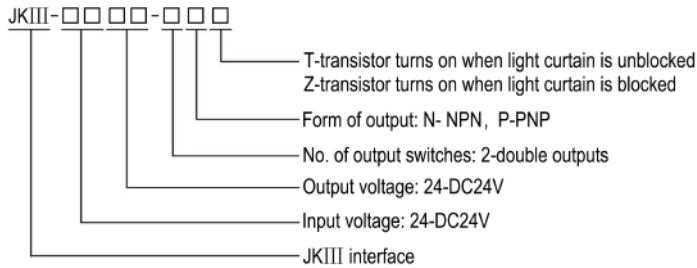 JKIII-□□ □□-□ □ □
T-transistor turns on when light curtain is unblocked
Z-transistor turns on when light curtain is blocked
Form of output: N- NPN, P-PNP
No. of output switches: 2-double outputs
Output voltage: 24-DC24V
Input voltage: 24-DC24V
JKIII interface